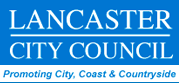 LANCASTER
CITY COUNCIL
Promoting City, Coast & Countryside